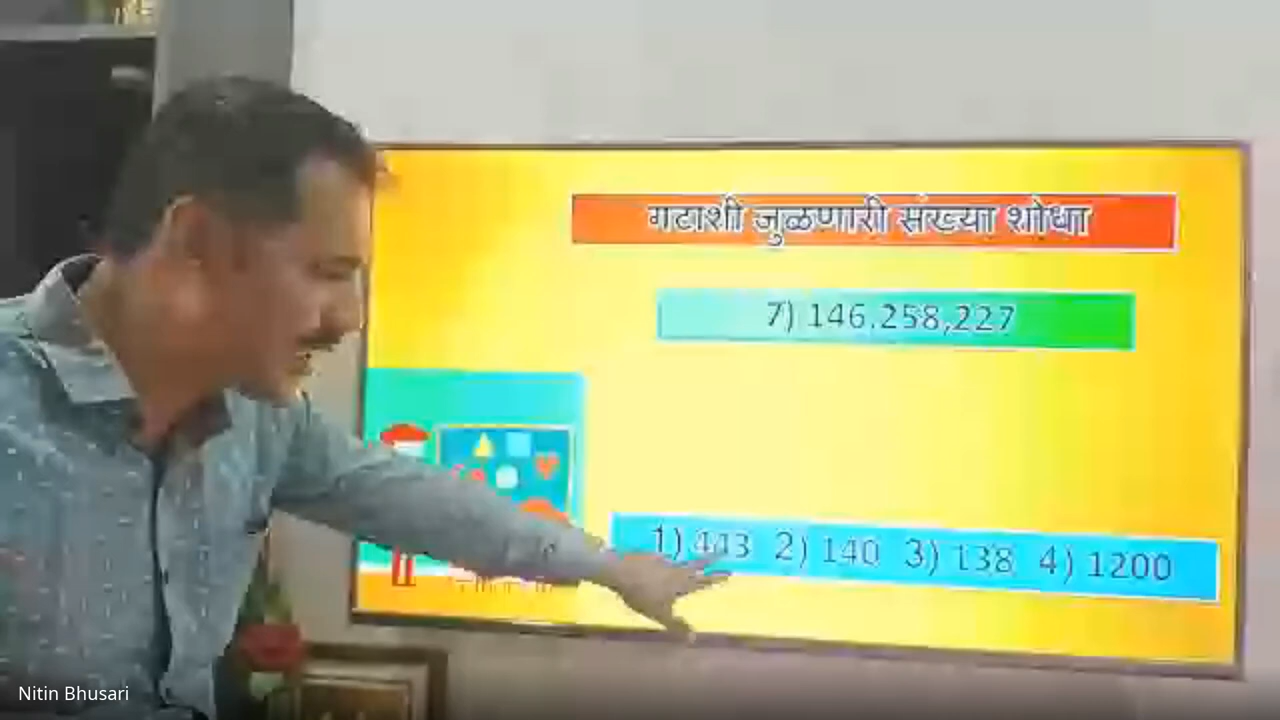 गटाशी जुळणारी संख्या शोधा
7) 146,258,227
1) 443 2) 140 3) 138 4) 1200
Nitin Bhusari